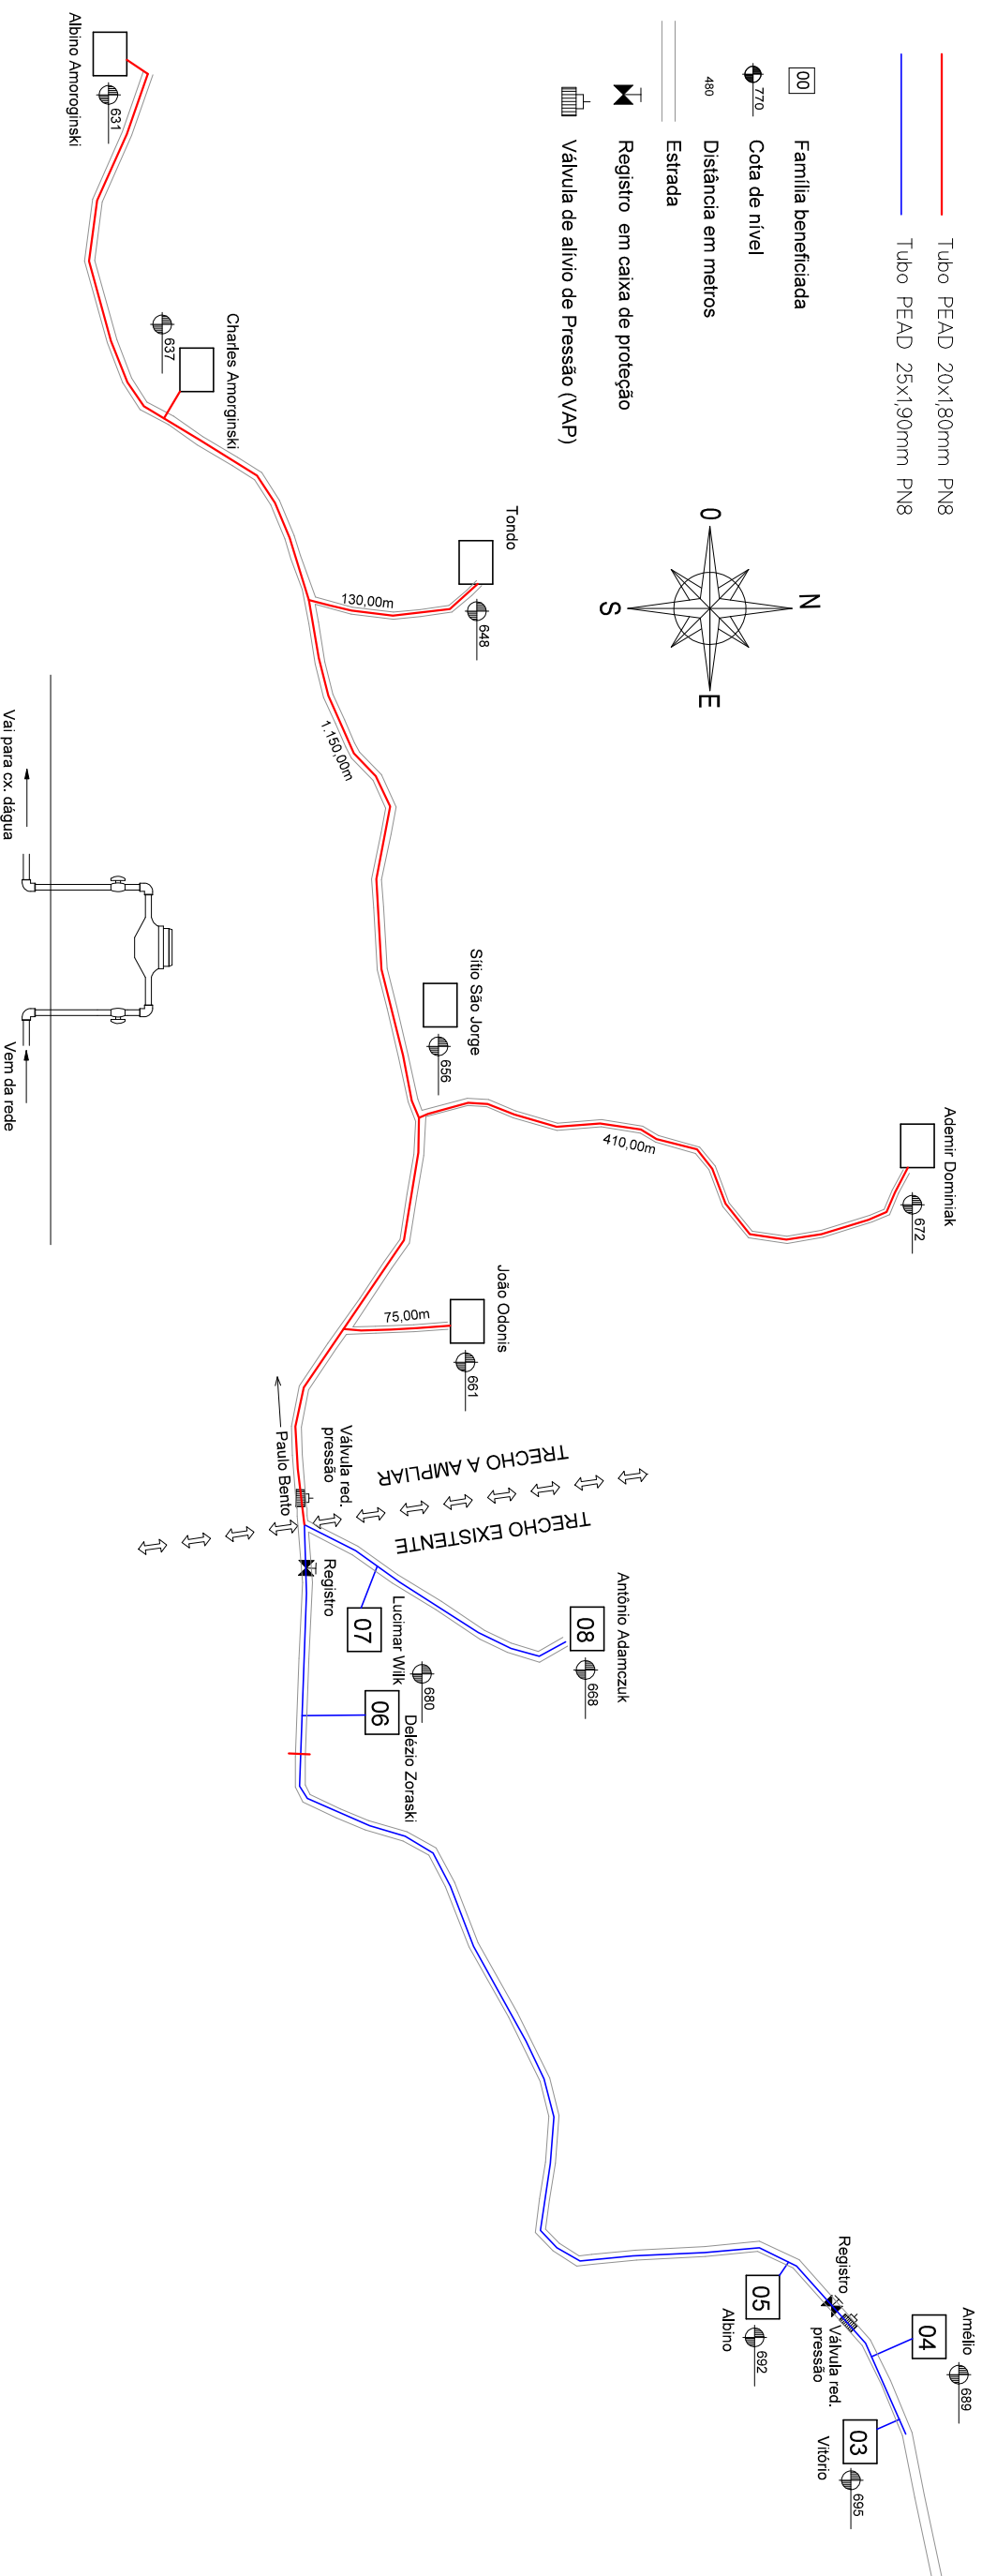 Tubo PEAD 20x1,80mm PN8
Tubo PEAD 25x1,90mm PN8
00
Família beneficiada
770
Cota de nível
480
Distância em metros
Estrada
Registro em caixa de proteção
Válvula de alívio de Pressão (VAP)
N
O
E
S
Albino Amoroginski
631
Charles Amorginski
637
Tondo
648
130,00m
1.150,00m
Sítio São Jorge
656
Ademir Dominiak
672
410,00m
João Odonis
661
75,00m
Válvula red.
pressão
Paulo Bento
TRECHO A AMPLIAR
TRECHO EXISTENTE
Registro
Antônio Adamczuk
08
668
07
Lucimar Wilk
680
06
Delézio Zoraski
Registro
05
Albino
692
Válvula red.
pressão
Amélio
04
689
03
Vitório
695
Vai para cx. dágua
Vem da rede